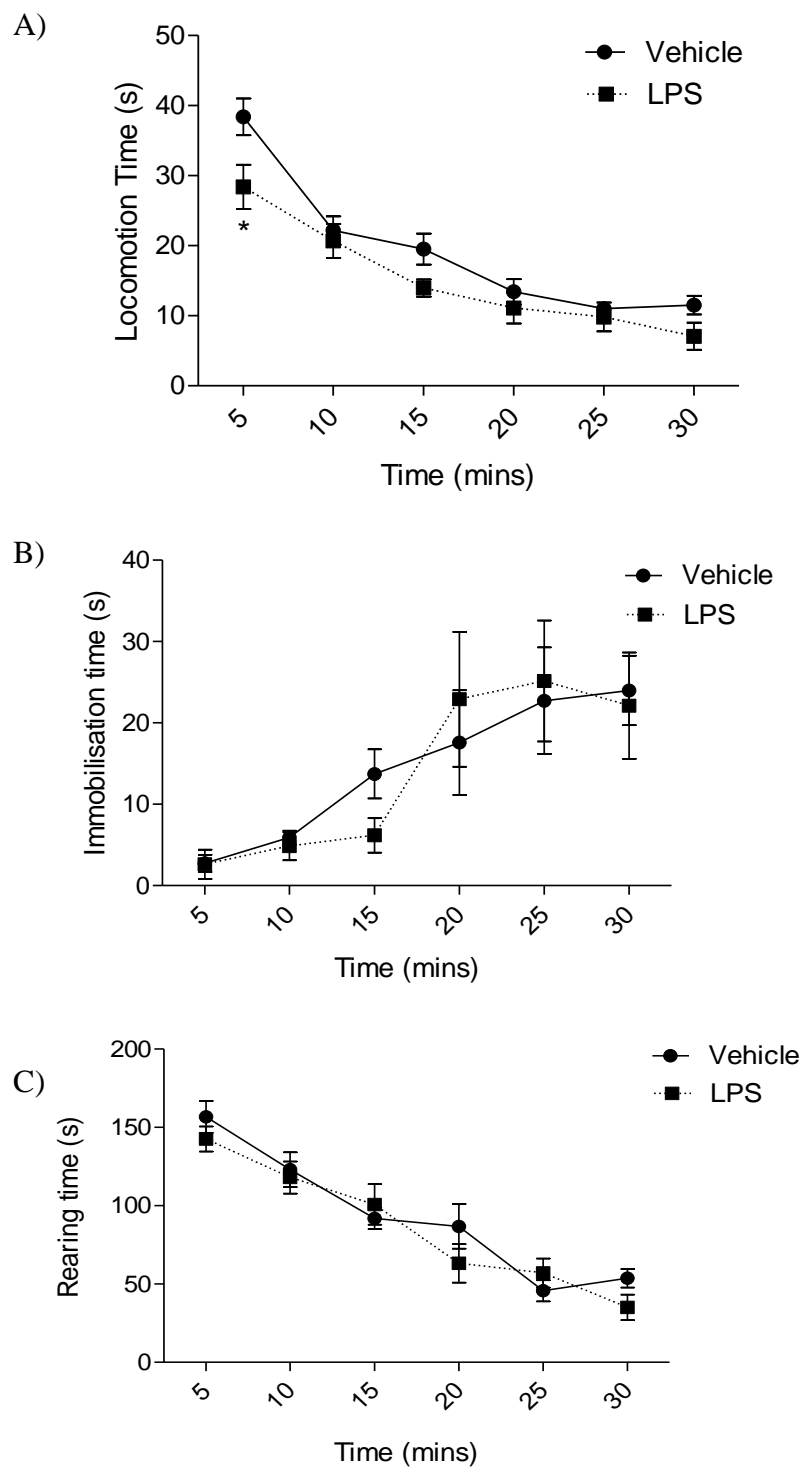 A)
50
40
30
20
10
0
Locomotion Time (s)
Vehicle
LPS
*
5 10 15 20 25 30
Time (mins)
B)
40
30
20
10
0
Immobilisation time (s)
Vehicle
LPS
5 10 15 20 25 30
Time (mins)
C)
200
150
100
50
0
Rearing time (s)
Vehicle
LPS
5 10 15 20 25 30
Time (mins)